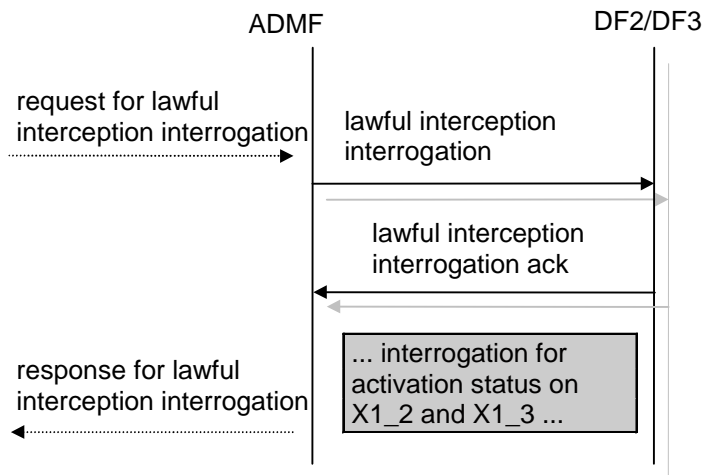 ADMF
DF2/DF3
request for lawful
interception interrogation
lawful interception
interrogation
lawful interception
interrogation ack
... interrogation for
activation status on
X1_2 and X1_3 ...
response for lawful
interception interrogation